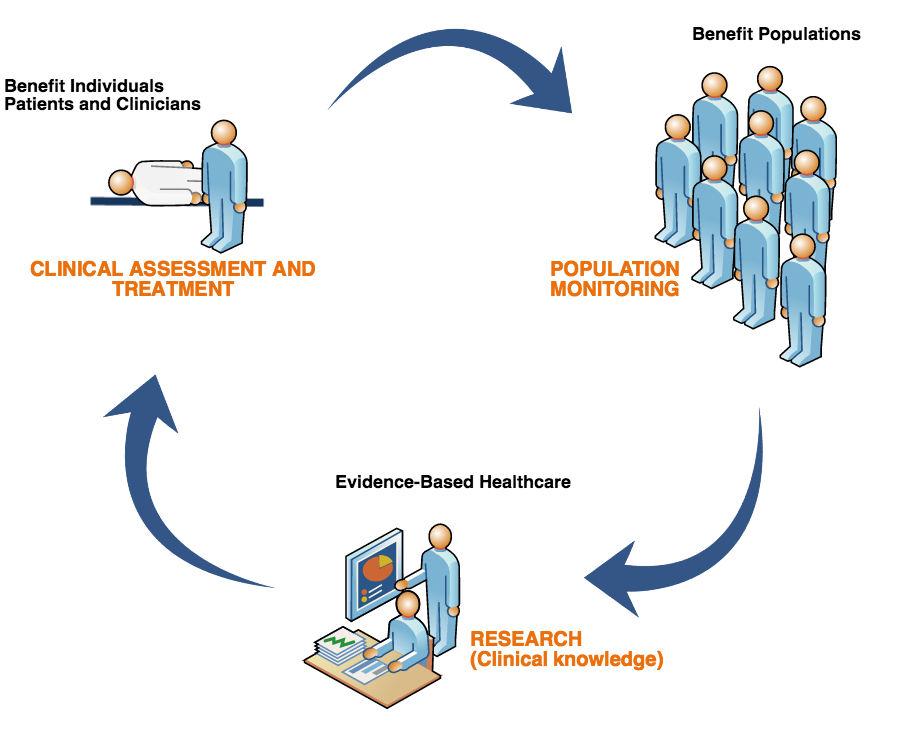 Benefit Populations
Benefit Individuals
Patients and Clinicians
CLINICAL ASSESSMENT AND
TREATMENT
POPULATION
MONITORING
Evidence-Based Healthcare
RESEARCH
(Clinical knowledge)